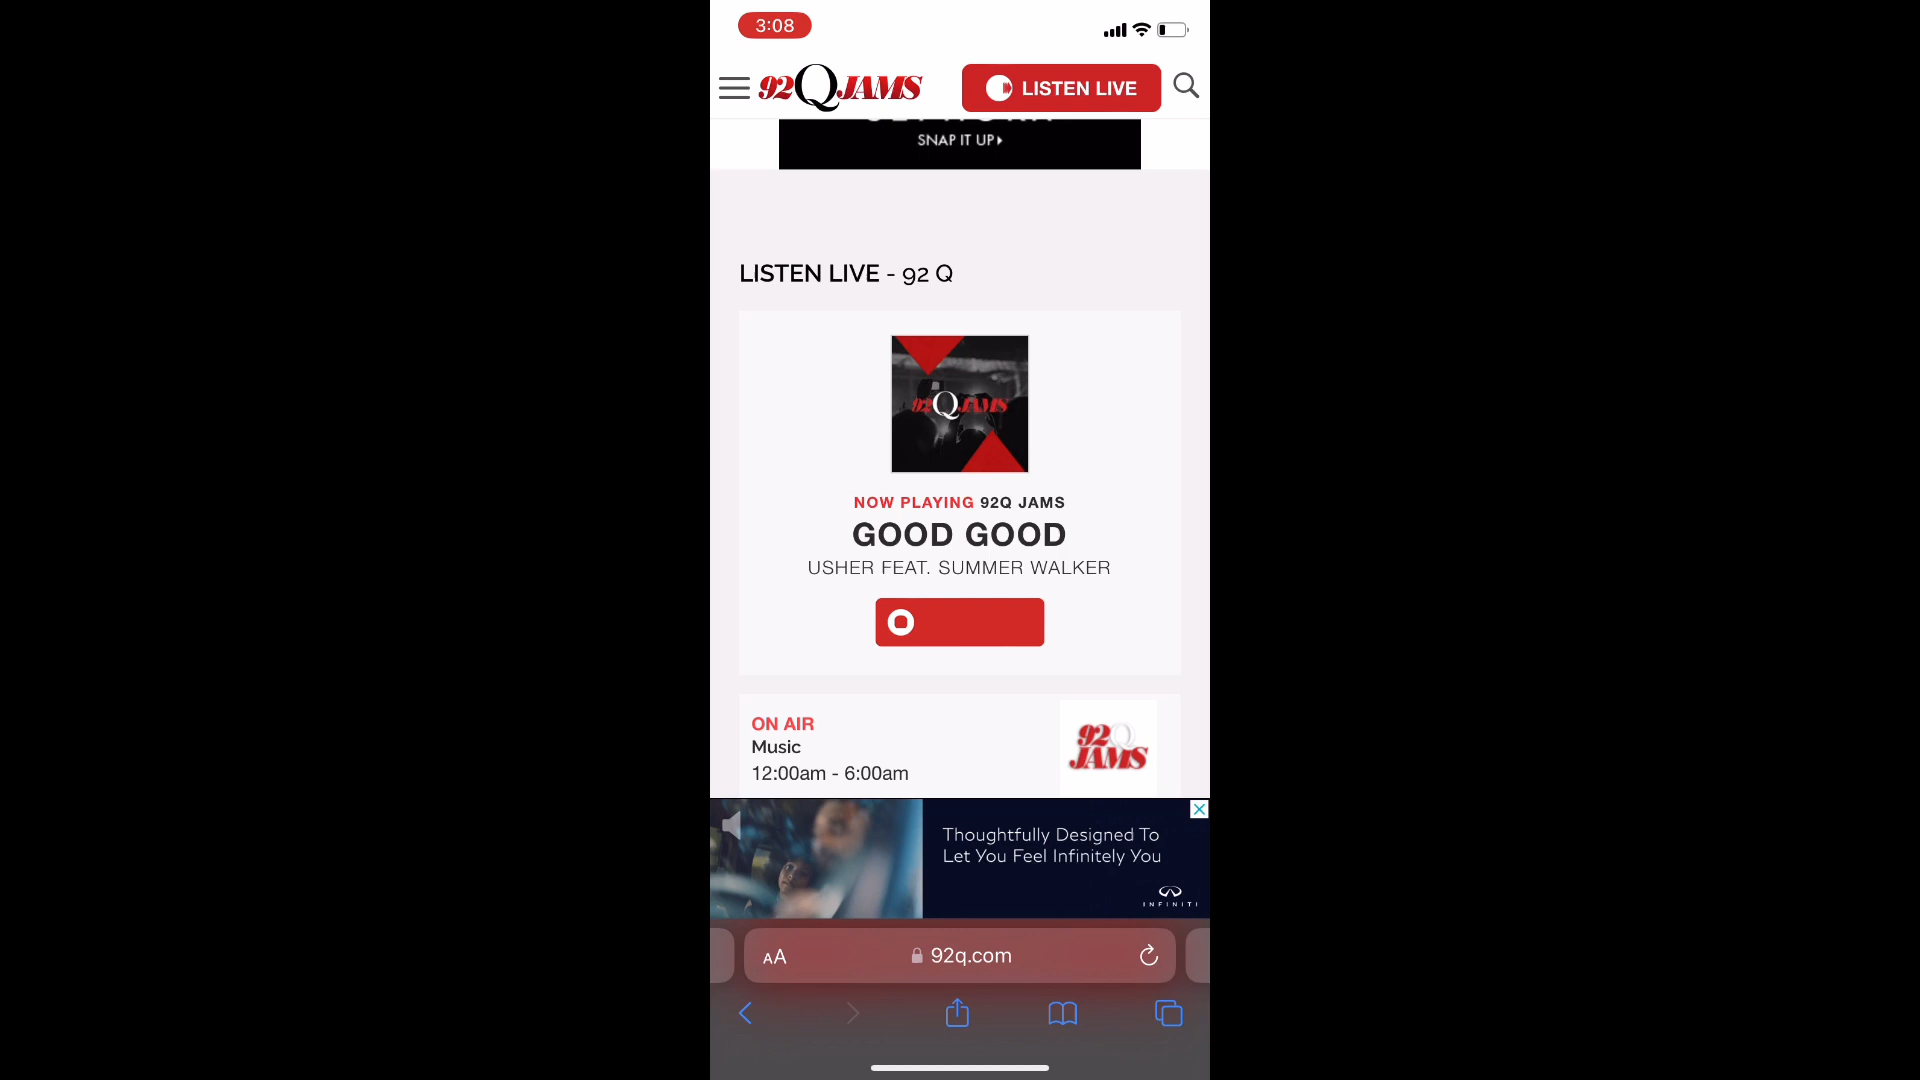 3:08
92Q JAMS
LISTEN LIVE
SNAP IT UP
LISTEN LIVE - 92 Q
92Q JAMS
NOW PLAYING 92Q JAMS
GOOD GOOD
USHER FEAT. SUMMER WALKER
ON AIR
Music
12:00am - 6:00am
92Q
JAMS
Thoughtfully Designed To
Let You Feel Infinitely You
INFINITI
AA
92q.com